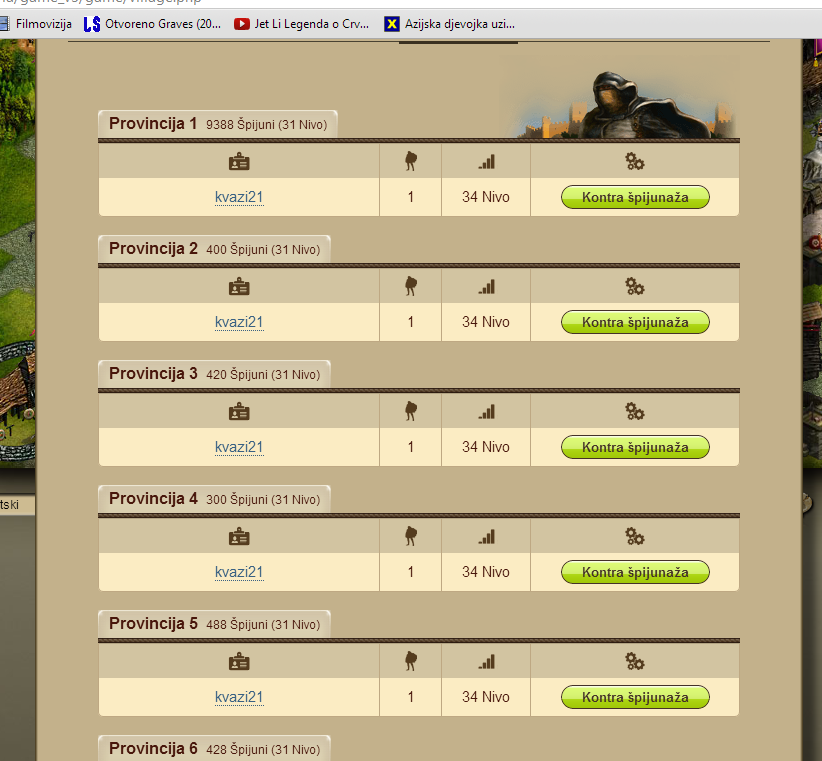 Filmovizija Otvoreno Graves (20... Jet Li Legenda o Crv... Azijska djevojka uzi...
Provincija 1 9388 Špijuni (31 Nivo)
kvazi21 1 34 Nivo Kontra špijunaža
Provincija 2 400 Špijuni (31 Nivo)
kvazi21 1 34 Nivo Kontra špijunaža
Provincija 3 420 Špijuni (31 Nivo)
kvazi21 1 34 Nivo Kontra špijunaža
Provincija 4 300 Špijuni (31 Nivo)
tski
kvazi21 1 34 Nivo Kontra špijunaža
Provincija 5 488 Špijuni (31 Nivo)
kvazi21 1 34 Nivo Kontra špijunaža
Provincija 6 428 Špijuni (31 Nivo)